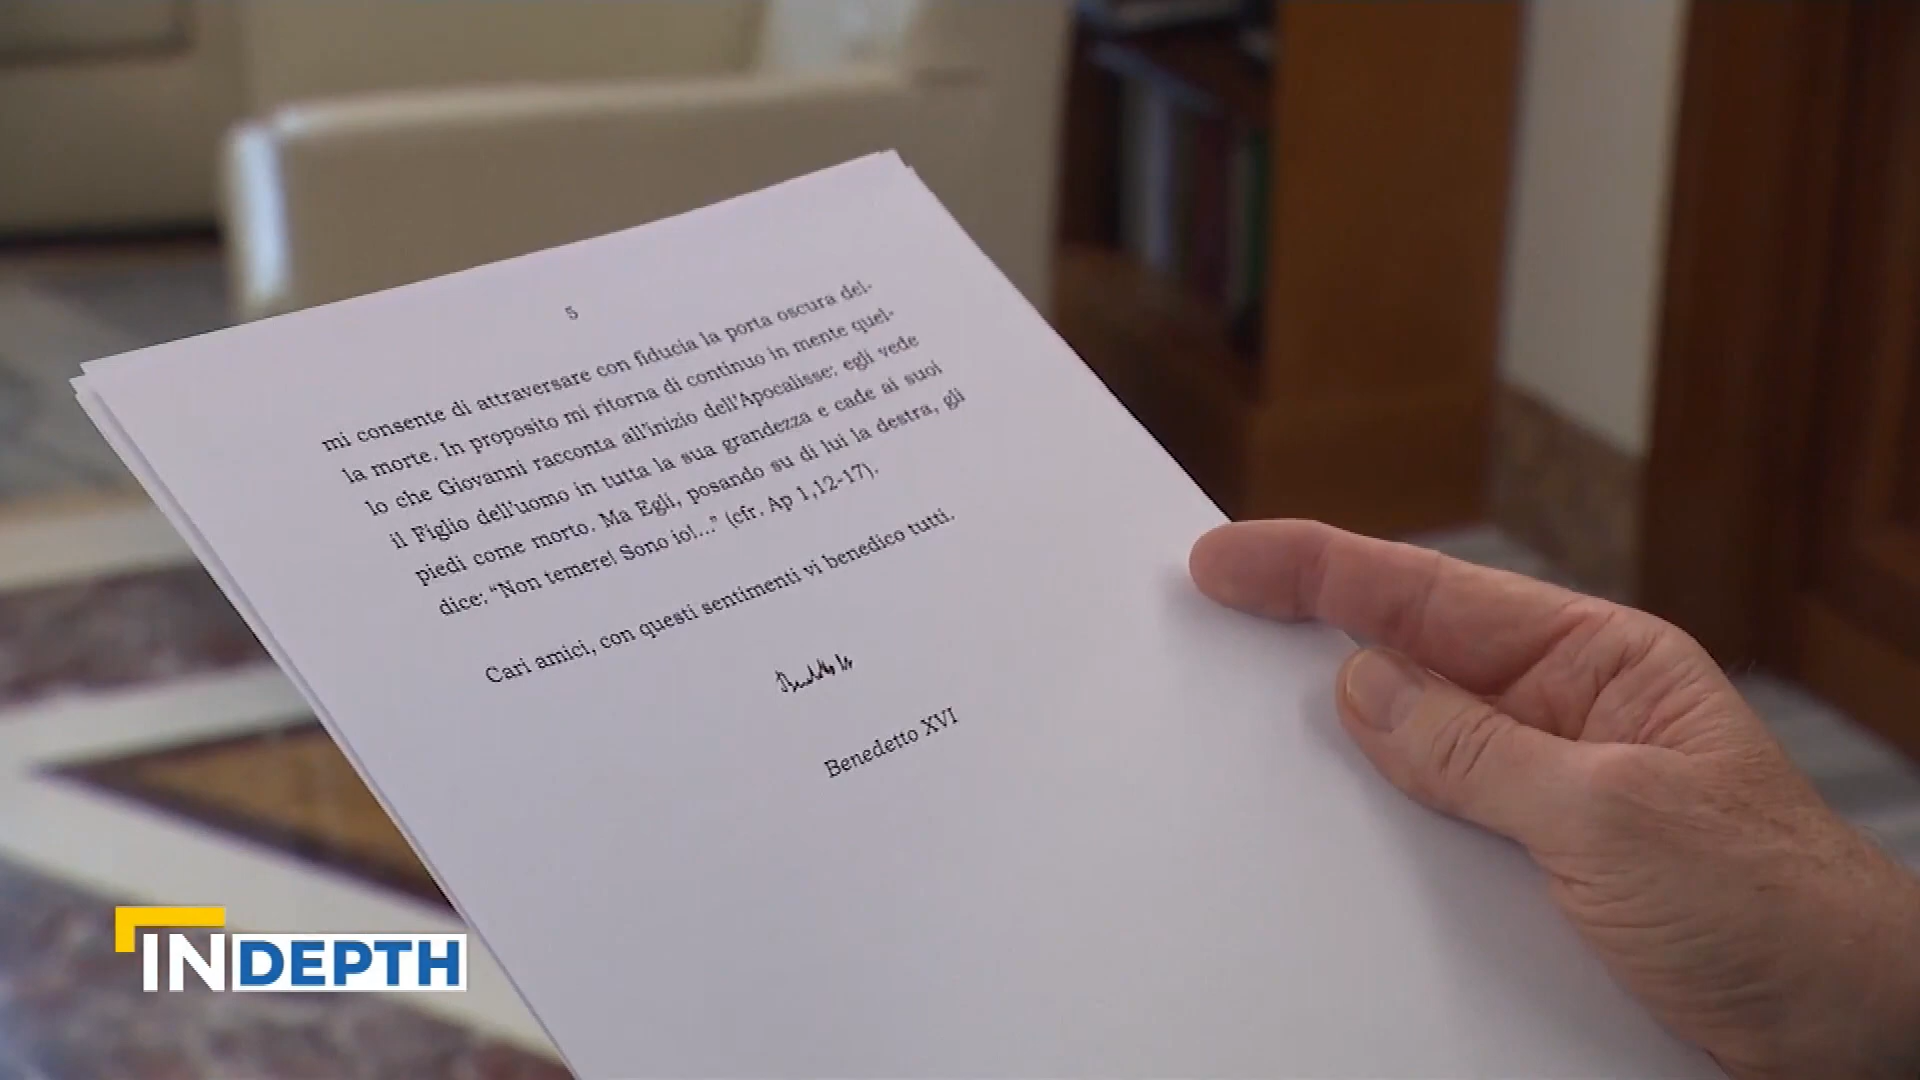 5
mi consente di attraversare con fiducia la porta oscura del-
la morte. In proposito mi ritorna di continuo in mente quel-
lo che Giovanni racconta all'inizio dell'Apocalisse: egli vede
il Figlio dell'uomo in tutta la sua grandezza e cade ai suoi
piedi come morto. Ma Egli, posando su di lui la destra, gli
dice: “Non temere! Sono io!...” (cfr. Ap 1,12-17).
Cari amici, con questi sentimenti vi benedico tutti.
Benedetto XVI
INDEPTH